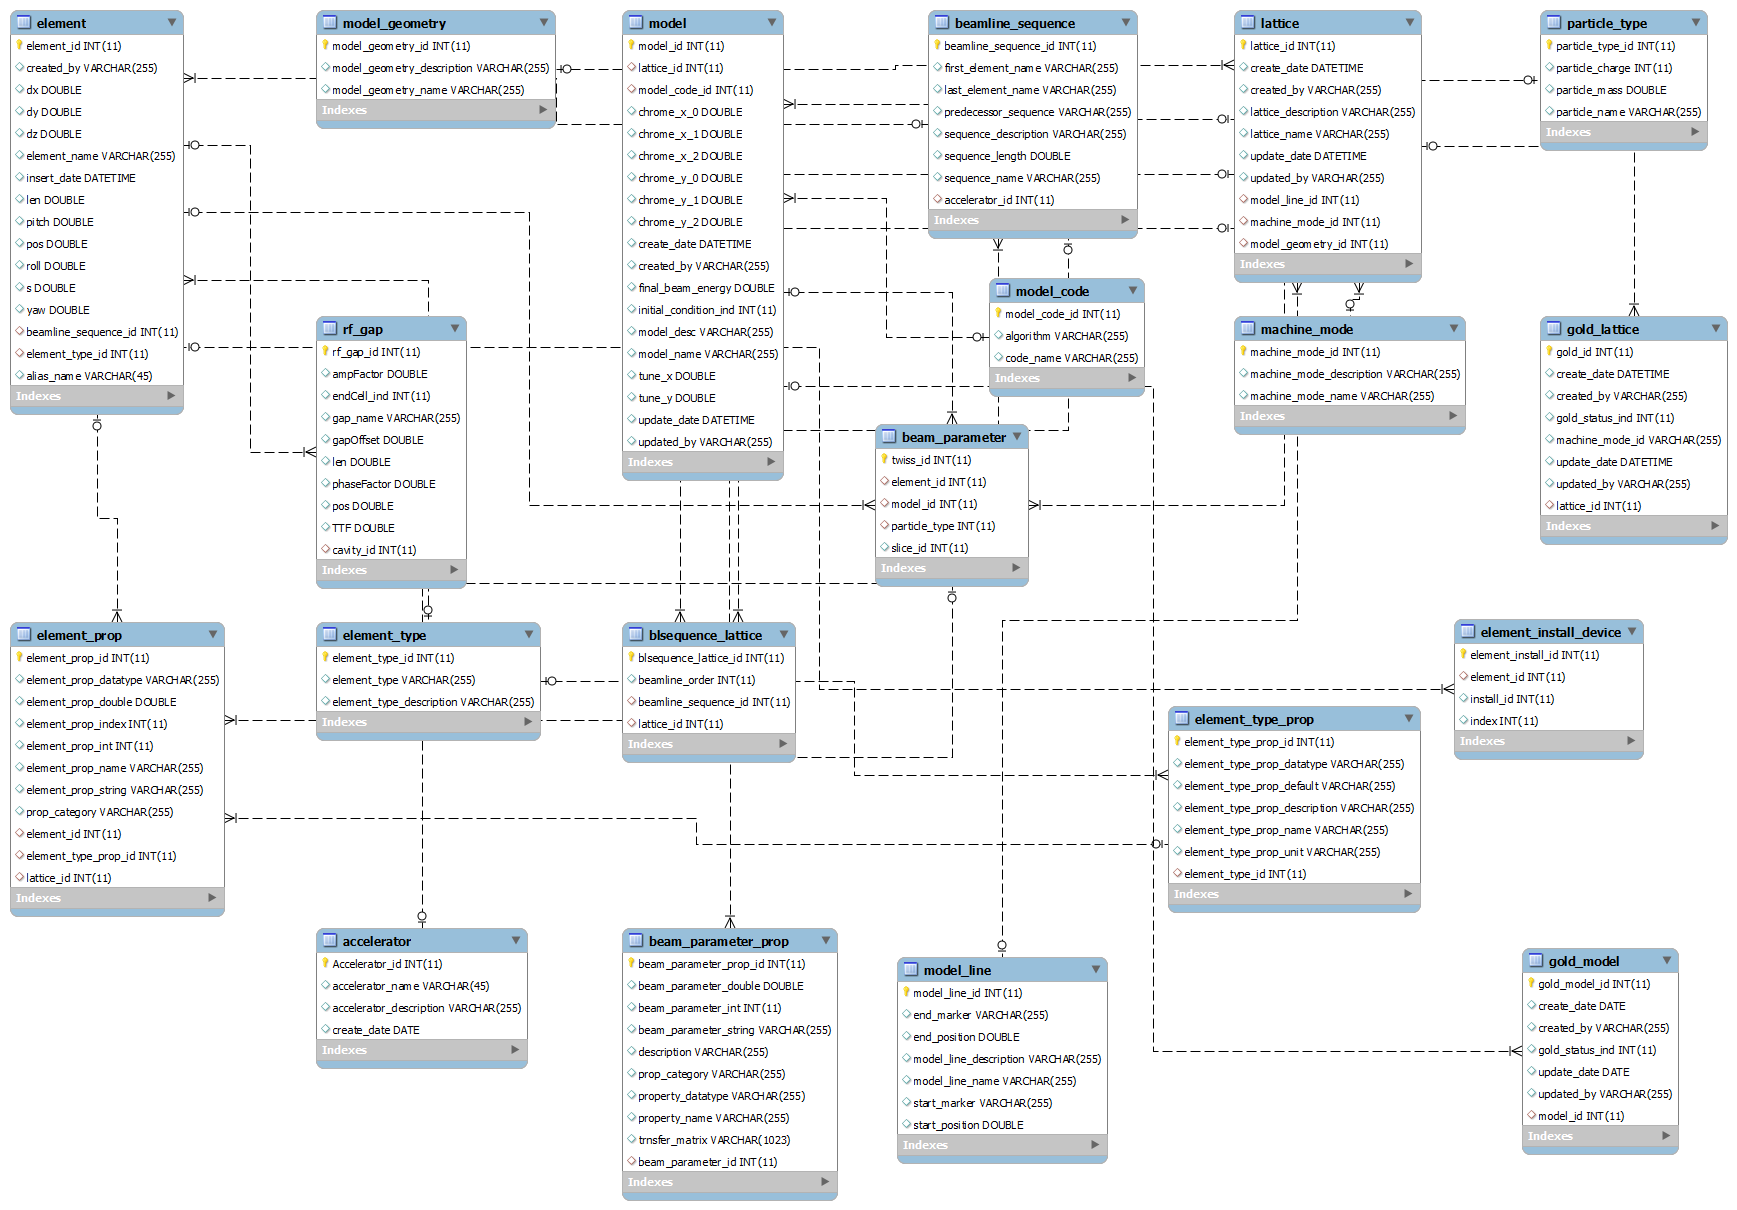 element
element_id INT(11)
created_by VARCHAR(255)
dx DOUBLE
dy DOUBLE
dz DOUBLE
element_name VARCHAR(255)
insert_date DATETIME
len DOUBLE
pitch DOUBLE
pos DOUBLE
roll DOUBLE
s DOUBLE
yaw DOUBLE
beamline_sequence_id INT(11)
element_type_id INT(11)
alias_name VARCHAR(45)
Indexes
model_geometry
model_geometry_id INT(11)
model_geometry_description VARCHAR(255)
model_geometry_name VARCHAR(255)
Indexes
model
model_id INT(11)
lattice_id INT(11)
model_code_id INT(11)
chrome_x_0 DOUBLE
chrome_x_1 DOUBLE
chrome_x_2 DOUBLE
chrome_y_0 DOUBLE
chrome_y_1 DOUBLE
chrome_y_2 DOUBLE
create_date DATETIME
created_by VARCHAR(255)
final_beam_energy DOUBLE
initial_condition_ind INT(11)
model_desc VARCHAR(255)
model_name VARCHAR(255)
tune_x DOUBLE
tune_y DOUBLE
update_date DATETIME
updated_by VARCHAR(255)
Indexes
beamline_sequence
beamline_sequence_id INT(11)
first_element_name VARCHAR(255)
last_element_name VARCHAR(255)
predecessor_sequence VARCHAR(255)
sequence_description VARCHAR(255)
sequence_length DOUBLE
sequence_name VARCHAR(255)
accelerator_id INT(11)
Indexes
lattice
lattice_id INT(11)
create_date DATETIME
created_by VARCHAR(255)
lattice_description VARCHAR(255)
lattice_name VARCHAR(255)
update_date DATETIME
updated_by VARCHAR(255)
model_line_id INT(11)
machine_mode_id INT(11)
model_geometry_id INT(11)
Indexes
particle_type
particle_type_id INT(11)
particle_charge INT(11)
particle_mass DOUBLE
particle_name VARCHAR(255)
Indexes
rf_gap
rf_gap_id INT(11)
ampFactor DOUBLE
endCell_ind INT(11)
gap_name VARCHAR(255)
gapOffset DOUBLE
len DOUBLE
phaseFactor DOUBLE
pos DOUBLE
TTF DOUBLE
cavity_id INT(11)
Indexes
model_code
model_code_id INT(11)
algorithm VARCHAR(255)
code_name VARCHAR(255)
Indexes
machine_mode
machine_mode_id INT(11)
machine_mode_description VARCHAR(255)
machine_mode_name VARCHAR(255)
Indexes
gold_lattice
gold_id INT(11)
create_date DATETIME
created_by VARCHAR(255)
gold_status_ind INT(11)
machine_mode_id VARCHAR(255)
update_date DATETIME
updated_by VARCHAR(255)
lattice_id INT(11)
Indexes
beam_parameter
twiss_id INT(11)
element_id INT(11)
model_id INT(11)
particle_type INT(11)
slice_id INT(11)
Indexes
element_prop
element_prop_id INT(11)
element_prop_datatype VARCHAR(255)
element_prop_double DOUBLE
element_prop_index INT(11)
element_prop_int INT(11)
element_prop_name VARCHAR(255)
element_prop_string VARCHAR(255)
prop_category VARCHAR(255)
element_id INT(11)
element_type_prop_id INT(11)
lattice_id INT(11)
Indexes
element_type
element_type_id INT(11)
element_type VARCHAR(255)
element_type_description VARCHAR(255)
Indexes
blsequence_lattice
blsequence_lattice_id INT(11)
beamline_order INT(11)
beamline_sequence_id INT(11)
lattice_id INT(11)
Indexes
element_install_device
element_install_id INT(11)
element_id INT(11)
install_id INT(11)
index INT(11)
Indexes
element_type_prop
element_type_prop_id INT(11)
element_type_prop_datatype VARCHAR(255)
element_type_prop_default VARCHAR(255)
element_type_prop_description VARCHAR(255)
element_type_prop_name VARCHAR(255)
element_type_prop_unit VARCHAR(255)
element_type_id INT(11)
Indexes
accelerator
Accelerator_id INT(11)
accelerator_name VARCHAR(45)
accelerator_description VARCHAR(255)
create_date DATE
Indexes
beam_parameter_prop
beam_parameter_prop_id INT(11)
beam_parameter_double DOUBLE
beam_parameter_int INT(11)
beam_parameter_string VARCHAR(255)
description VARCHAR(255)
prop_category VARCHAR(255)
property_datatype VARCHAR(255)
property_name VARCHAR(255)
trnsfer_matrix VARCHAR(1023)
beam_parameter_id INT(11)
Indexes
model_line
model_line_id INT(11)
end_marker VARCHAR(255)
end_position DOUBLE
model_line_description VARCHAR(255)
model_line_name VARCHAR(255)
start_marker VARCHAR(255)
start_position DOUBLE
Indexes
gold_model
gold_model_id INT(11)
create_date DATE
created_by VARCHAR(255)
gold_status_ind INT(11)
update_date DATE
updated_by VARCHAR(255)
model_id INT(11)
Indexes